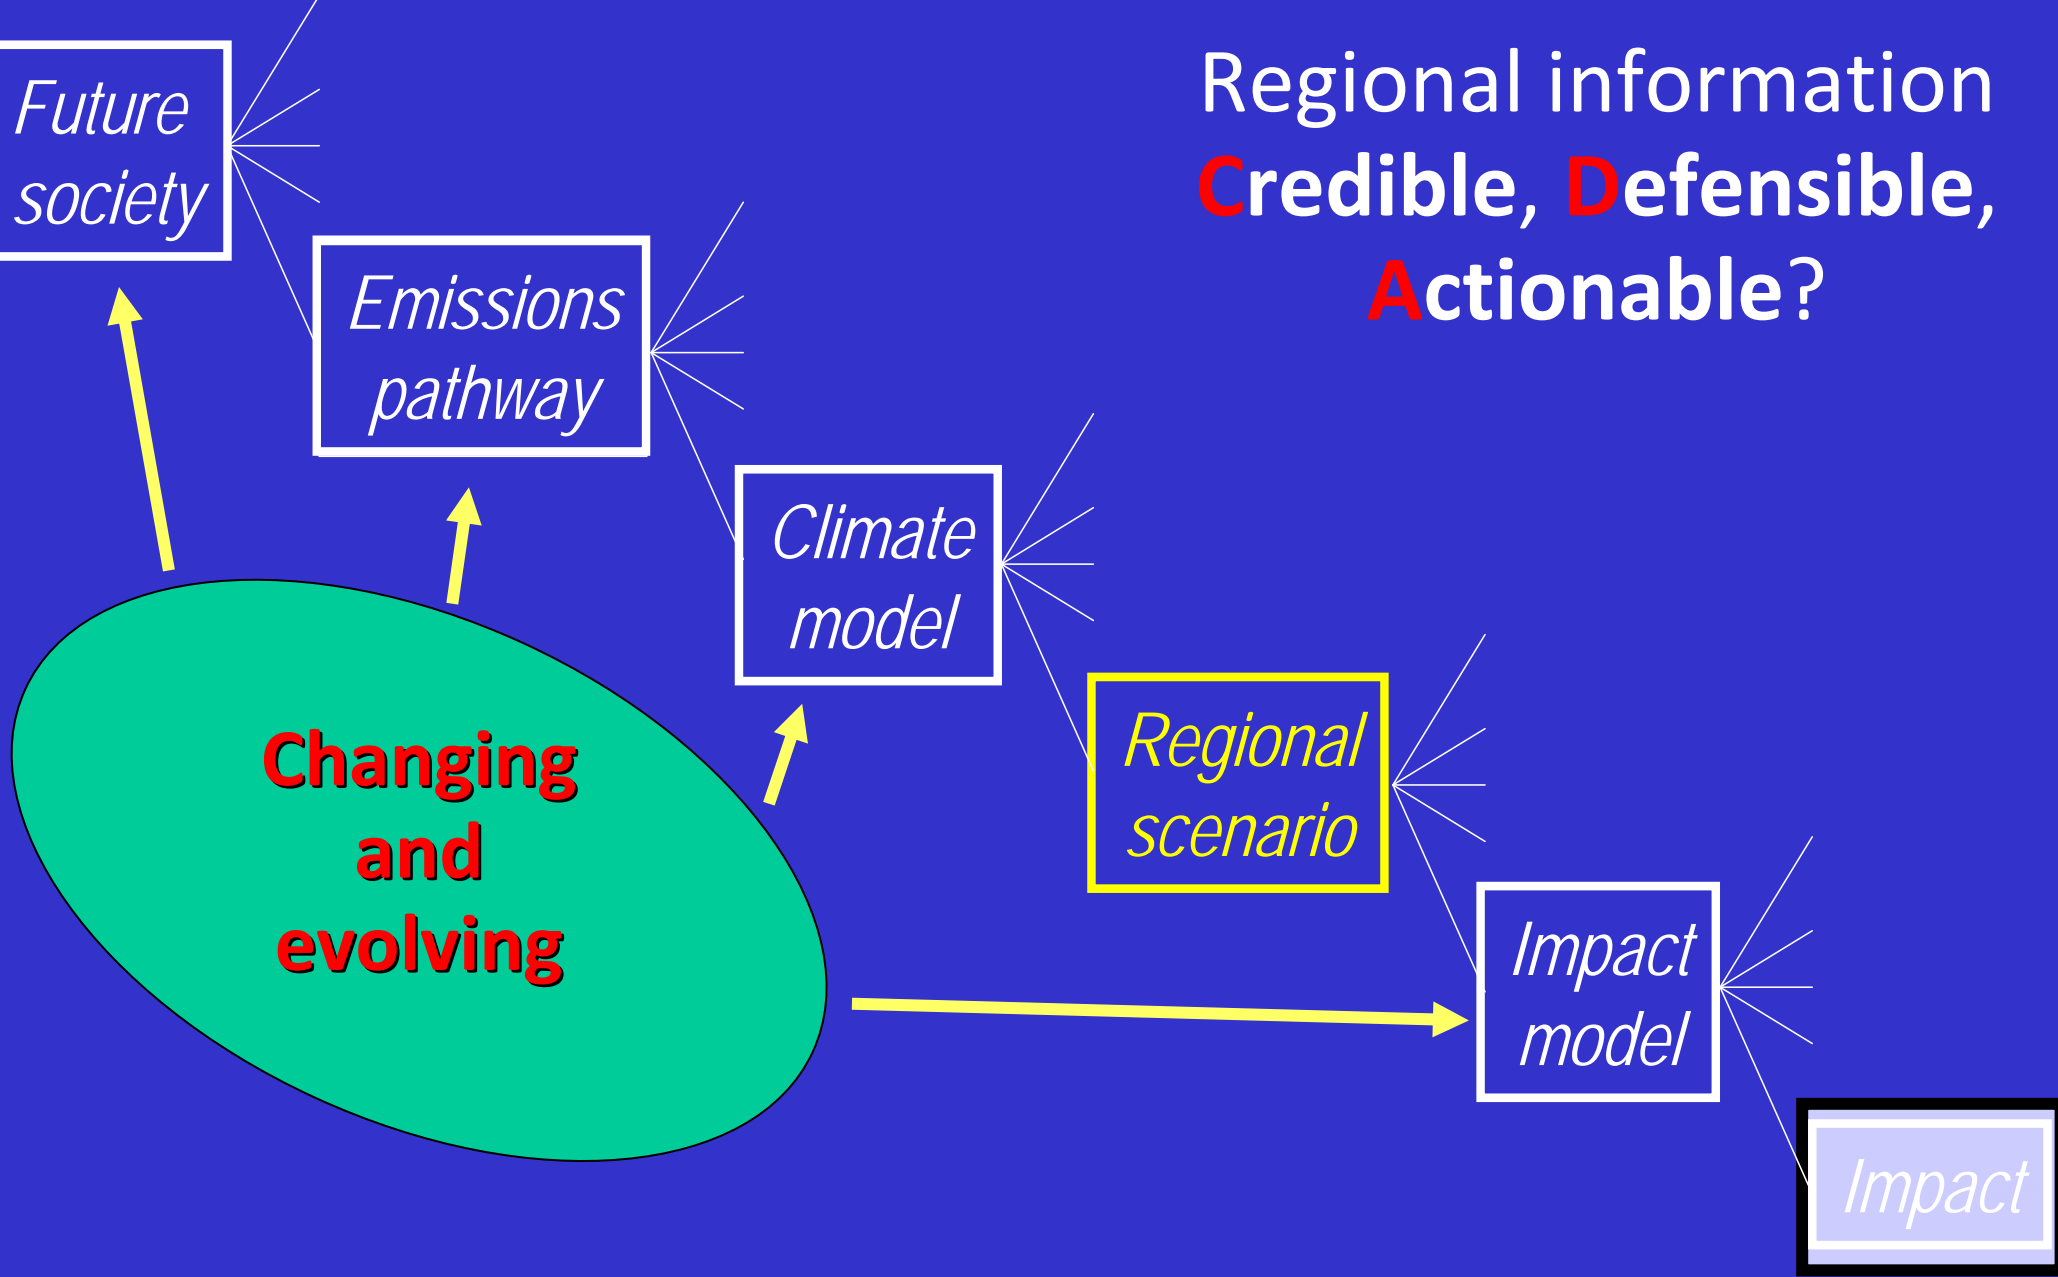 Regional information
Credible, Defensible,
Actionable?
Future
society
Emissions
pathway
Climate
model
Regional
scenario
Impact
model
Impact
Changing
and
evolving